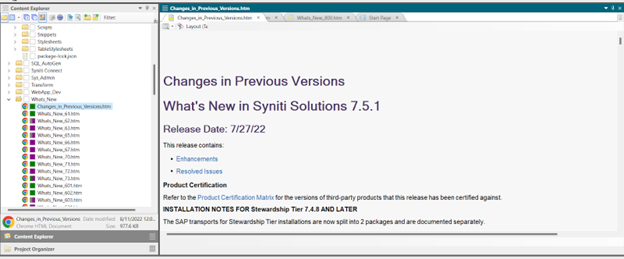 Content Explorer
Filter:
Scripts
Snippets
Stylesheets
TableStylesheets
package-lock.json
SQL_AutoGen
Syniti Connect
Syst_Admin
Transform
WebApp_Dev
Whats_New
Changes_in_Previous_Versions.htm
Whats_New_61.htm
Whats_New_62.htm
Whats_New_63.htm
Whats_New_65.htm
Whats_New_66.htm
Whats_New_67.htm
Whats_New_70.htm
Whats_New_71.htm
Whats_New_72.htm
Whats_New_73.htm
Whats_New_601.htm
Whats_New_602.htm
Whats_New_603.htm
Changes_in_Previous_Versions Date modified: 8/11/2022 12:0...
Chrome HTML Document Size: 977.6 KB
Content Explorer
Project Organizer
Changes_in_Previous_Versions.htm
Changes_in_Previous_Versions.htm
Whats_New_800.htm
Start Page
Layout (Ta
Changes in Previous Versions
What's New in Syniti Solutions 7.5.1
Release Date: 7/27/22
This release contains:
• Enhancements
• Resolved Issues
Product Certification
Refer to the Product Certification Matrix for the versions of third-party products that this release has been certified against.
INSTALLATION NOTES FOR Stewardship Tier 7.4.8 AND LATER
The SAP transports for Stewardship Tier installations are now split into 2 packages and are documented separately.